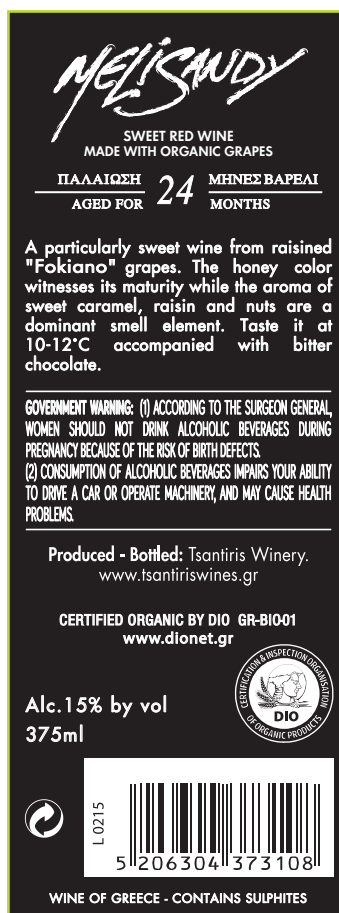 MELISANDY
SWEET RED WINE
MADE WITH ORGANIC GRAPES
ΠΑΛΑΙΩΣΗ 24 ΜΗΝΕΣ ΒΑΡΕΛΙ
AGED FOR MONTHS
A particularly sweet wine from raisined
"Fokiano" grapes. The honey color
witnesses its maturity while the aroma of
sweet caramel, raisin and nuts are a
dominant smell element. Taste it at
10-12°C accompanied with bitter
chocolate.
GOVERNMENT WARNING: (1) ACCORDING TO THE SURGEON GENERAL,
WOMEN SHOULD NOT DRINK ALCOHOLIC BEVERAGES DURING
PREGNANCY BECAUSE OF THE RISK OF BIRTH DEFECTS.
(2) CONSUMPTION OF ALCOHOLIC BEVERAGES IMPAIRS YOUR ABILITY
TO DRIVE A CAR OR OPERATE MACHINERY, AND MAY CAUSE HEALTH
PROBLEMS.
Produced - Bottled: Tsantiris Winery.
www.tsantiriswines.gr
CERTIFIED ORGANIC BY DIO GR-BIO-01
www.dionet.gr
CERTIFICATION & INSPECTION ORGANISATION
OF ORGANIC PRODUCTS
DIO
Alc.15% by vol
375ml
L 0215
5 206304 373108
WINE OF GREECE - CONTAINS SULPHITES